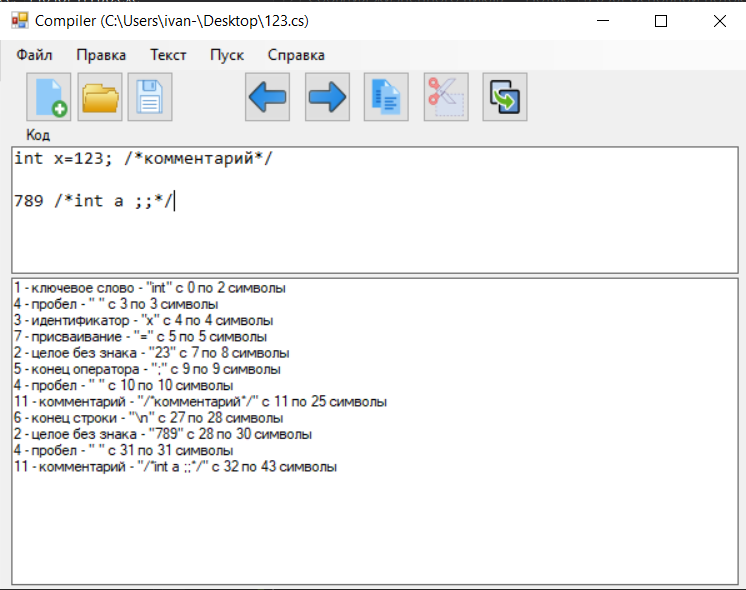 Compiler (C:\Users\ivan-\Desktop\123.cs)
Файл Правка Текст Пуск Справка
Код
int x=123; /*комментарий*/
789 /*int a ;;*/
1 - ключевое слово - "int" с 0 по 2 символы
4 - пробел - " " с 3 по 3 символы
3 - идентификатор - "x" с 4 по 4 символы
7 - присваивание - "=" с 5 по 5 символы
2 - целое без знака - "23" с 7 по 8 символы
5 - конец оператора - ";" с 9 по 9 символы
4 - пробел - " " с 10 по 10 символы
11 - комментарий - "/*комментарий*/" с 11 по 25 символы
6 - конец строки - "\n" с 27 по 28 символы
2 - целое без знака - "789" с 28 по 30 символы
4 - пробел - " " с 31 по 31 символы
11 - комментарий - "/*int a ;;*/" с 32 по 43 символы